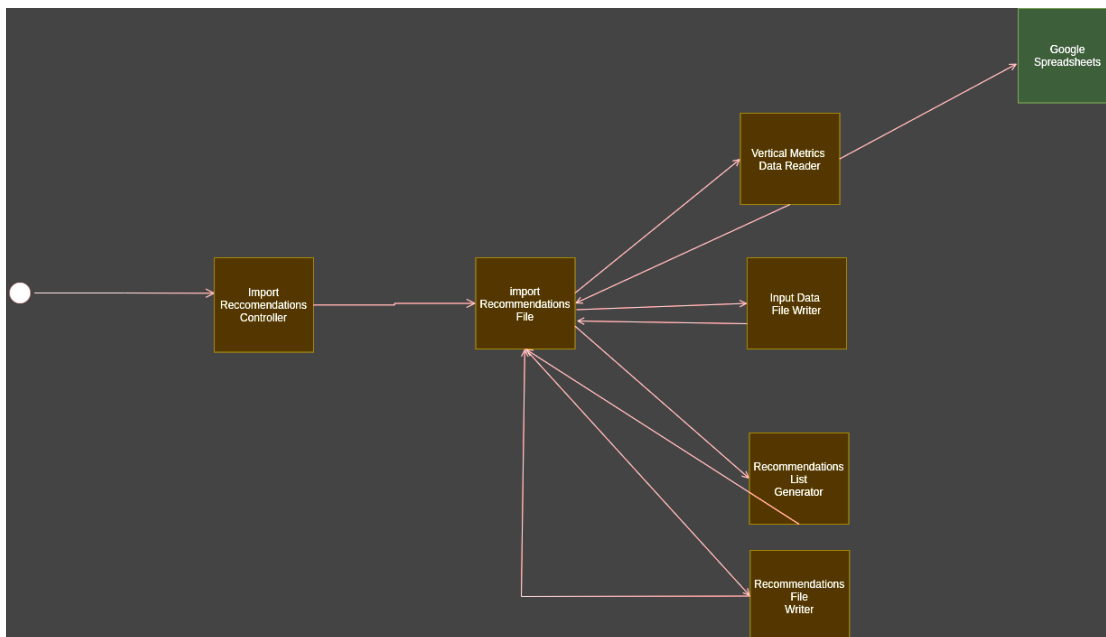 Google
Spreadsheets
Vertical Metrics
Data Reader
Import
Reccomendations
Controller
import
Recommendations
File
Input Data
File Writer
Recommendations
List
Generator
Recommendations
File
Writer